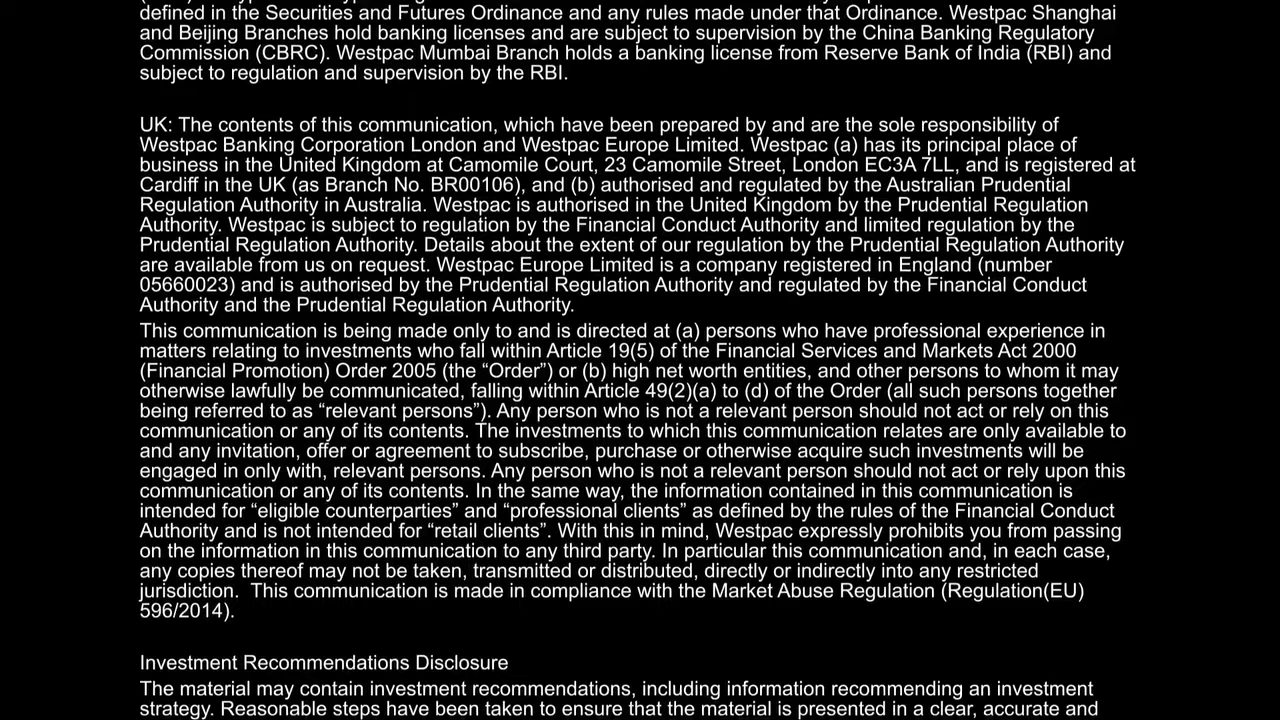 defined in the Securities and Futures Ordinance and any rules made under that Ordinance. Westpac Shanghai
and Beijing Branches hold banking licenses and are subject to supervision by the China Banking Regulatory
Commission (CBRC). Westpac Mumbai Branch holds a banking license from Reserve Bank of India (RBI) and
subject to regulation and supervision by the RBI.
UK: The contents of this communication, which have been prepared by and are the sole responsibility of
Westpac Banking Corporation London and Westpac Europe Limited. Westpac (a) has its principal place of
business in the United Kingdom at Camomile Court, 23 Camomile Street, London EC3A 7LL, and is registered at
Cardiff in the UK (as Branch No. BR00106), and (b) authorised and regulated by the Australian Prudential
Regulation Authority in Australia. Westpac is authorised in the United Kingdom by the Prudential Regulation
Authority. Westpac is subject to regulation by the Financial Conduct Authority and limited regulation by the
Prudential Regulation Authority. Details about the extent of our regulation by the Prudential Regulation Authority
are available from us on request. Westpac Europe Limited is a company registered in England (number
05660023) and is authorised by the Prudential Regulation Authority and regulated by the Financial Conduct
Authority and the Prudential Regulation Authority.
This communication is being made only to and is directed at (a) persons who have professional experience in
matters relating to investments who fall within Article 19(5) of the Financial Services and Markets Act 2000
(Financial Promotion) Order 2005 (the “Order”) or (b) high net worth entities, and other persons to whom it may
otherwise lawfully be communicated, falling within Article 49(2)(a) to (d) of the Order (all such persons together
being referred to as “relevant persons”). Any person who is not a relevant person should not act or rely on this
communication or any of its contents. The investments to which this communication relates are only available to
and any invitation, offer or agreement to subscribe, purchase or otherwise acquire such investments will be
engaged in only with, relevant persons. Any person who is not a relevant person should not act or rely upon this
communication or any of its contents. In the same way, the information contained in this communication is
intended for “eligible counterparties” and “professional clients” as defined by the rules of the Financial Conduct
Authority and is not intended for “retail clients”. With this in mind, Westpac expressly prohibits you from passing
on the information in this communication to any third party. In particular this communication and, in each case,
any copies thereof may not be taken, transmitted or distributed, directly or indirectly into any restricted
jurisdiction.  This communication is made in compliance with the Market Abuse Regulation (Regulation(EU)
596/2014).
Investment Recommendations Disclosure
The material may contain investment recommendations, including information recommending an investment
strategy. Reasonable steps have been taken to ensure that the material is presented in a clear, accurate and